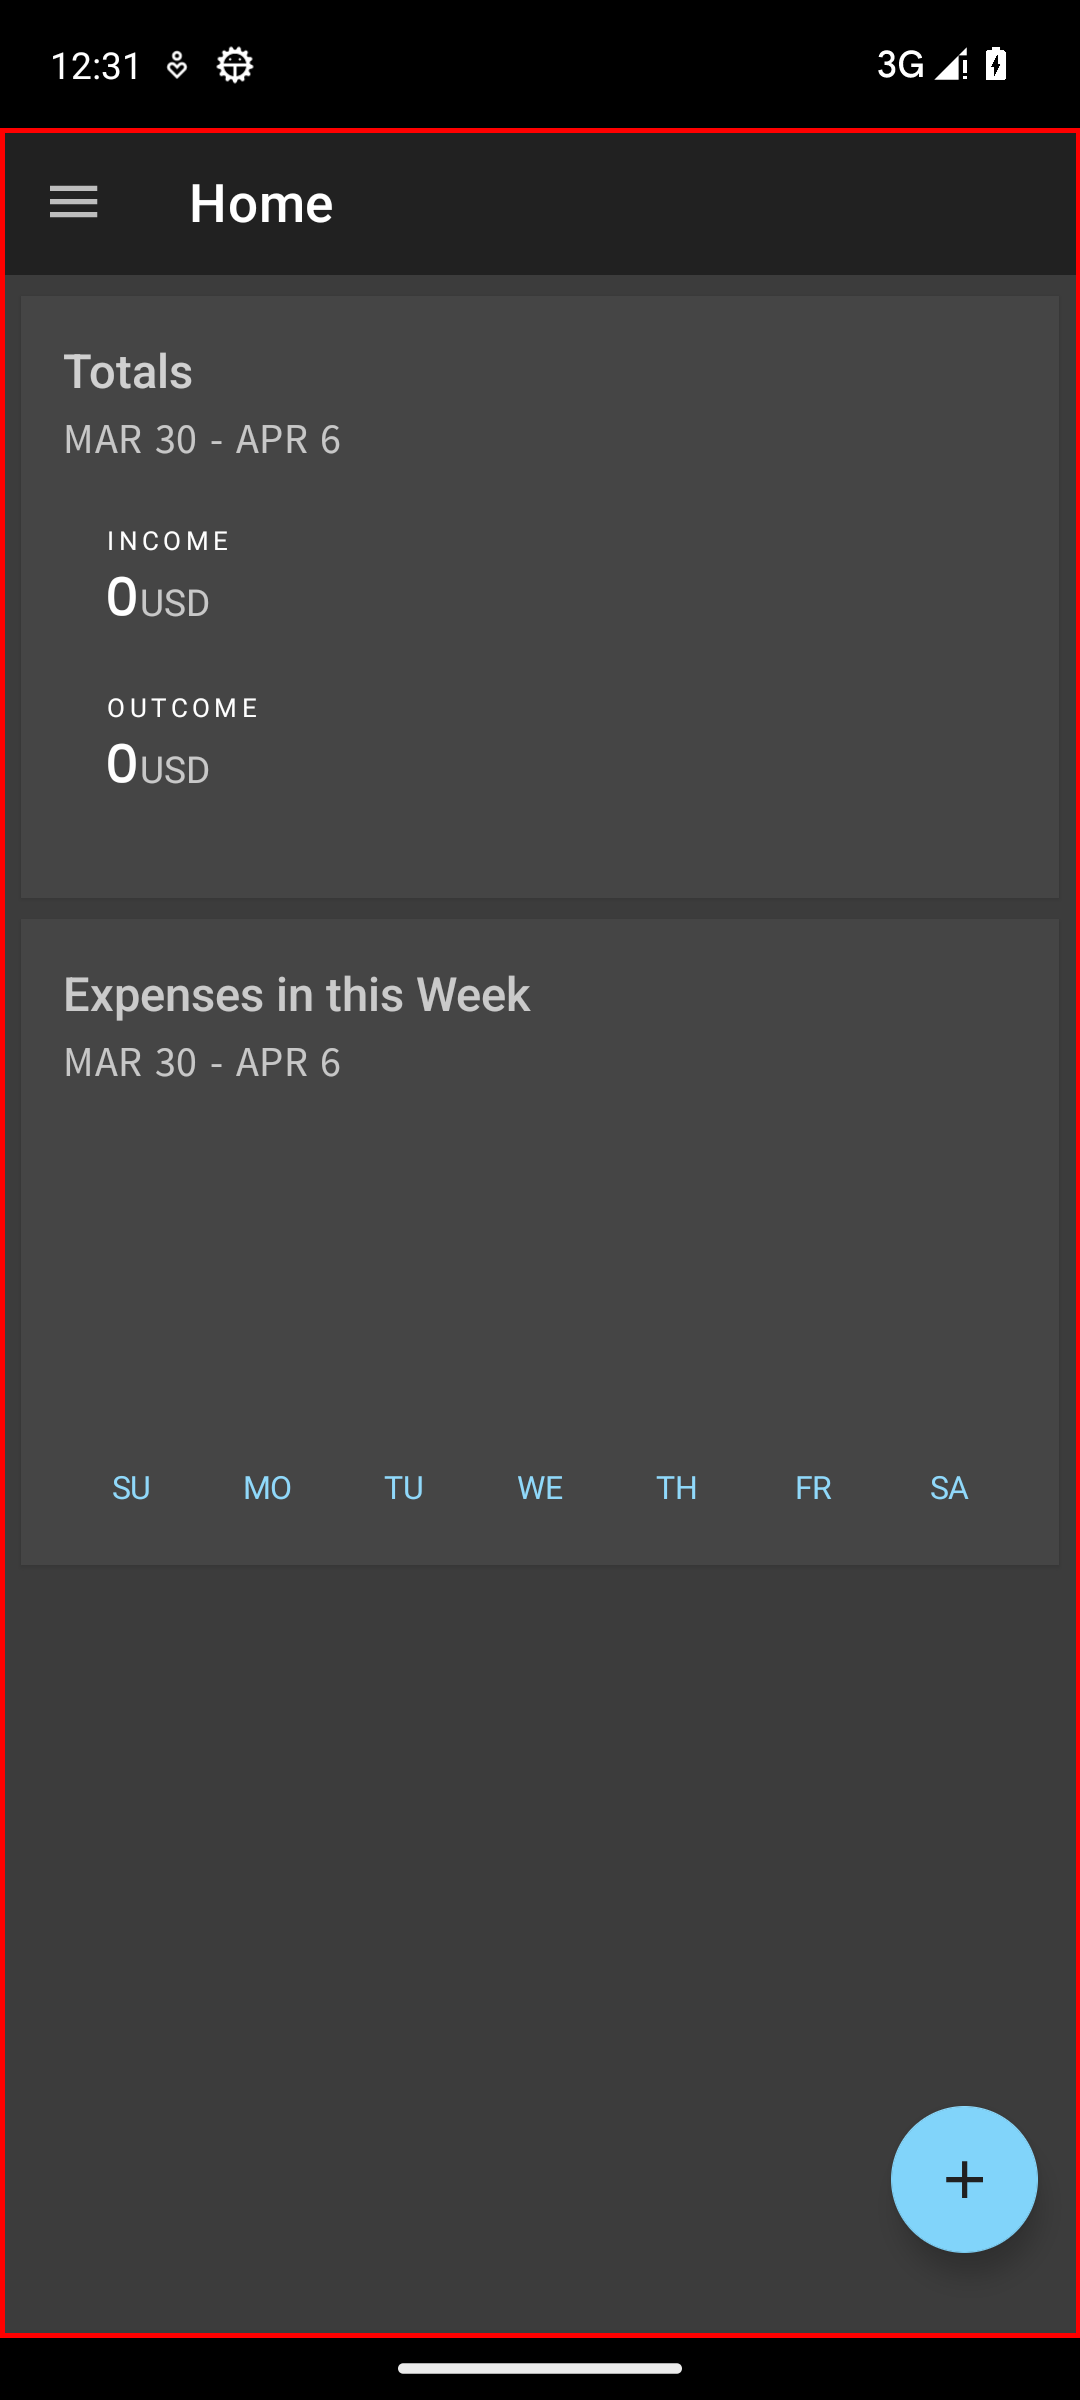 12:31
3G
Home
Totals
MAR 30 - APR 6
INCOME
0USD
OUTCOME
0USD
Expenses in this Week
MAR 30 - APR 6
SU MO TU WE TH FR SA